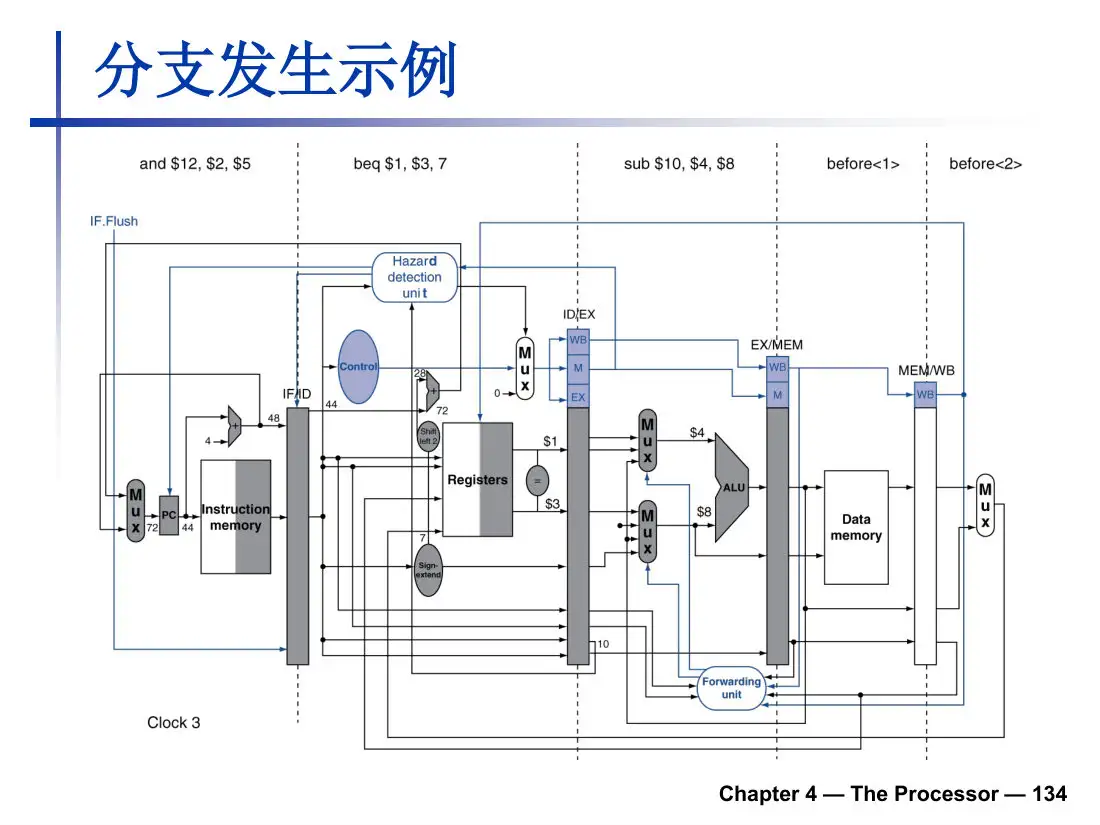 分支发生示例
and $12, $2, $5
beq $1, $3, 7
sub $10, $4, $8
before<1>
before<2>
IF.Flush
Hazard
detection
unit
ID/EX
WB
M
EX
EX/MEM
WB
M
MEM/WB
WB
Control
Mux
0
28
+
72
IF/ID
44
48
+
4
Shift
left 2
Registers
$1
=
$3
Mux
$4
ALU
Mux
$8
Mux
72
PC
44
Instruction
memory
Data
memory
Mux
7
Sign-
extend
10
Forwarding
unit
Clock 3
Chapter 4 — The Processor — 134